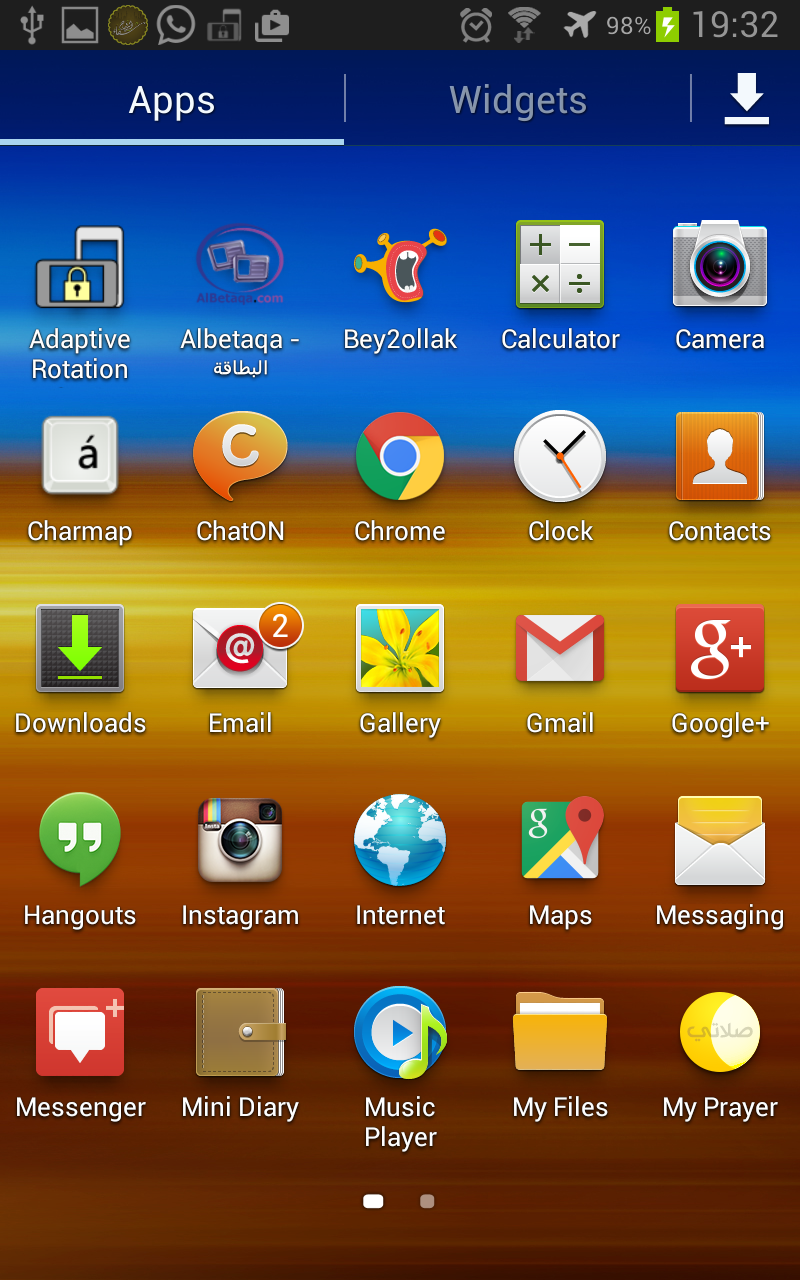 98% 19:32
Apps Widgets
AlBetaqa.com
Adaptive Rotation
Albetaqa - البطاقة
Bey2ollak
Calculator
Camera
á
Charmap
C
ChatON
Chrome
Clock
Contacts
Downloads
@ 2
Email
Gallery
Gmail
g+
Google+
Hangouts
Insta
Instagram
Internet
g
Maps
Messaging
Messenger
Mini Diary
Music Player
My Files
صلاتي
My Prayer